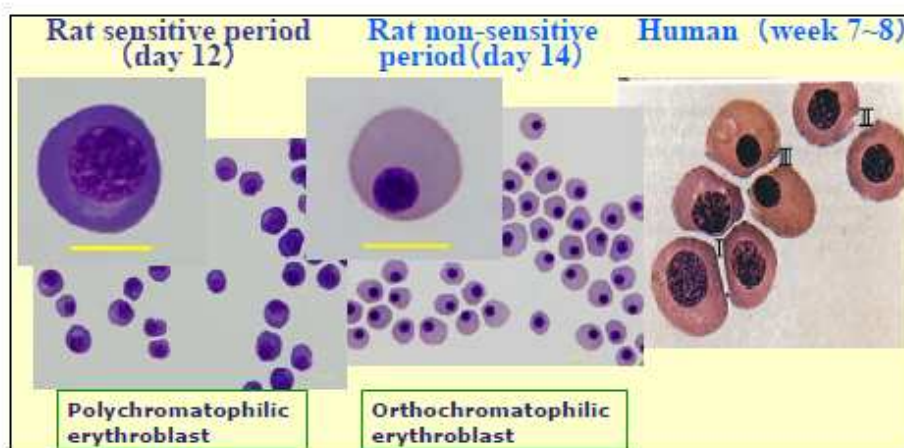 Rat sensitive period
(day 12)
Rat non-sensitive
period(day 14)
Human (week 7~8)
II
III
I
Polychromatophilic
erythroblast
Orthochromatophilic
erythroblast